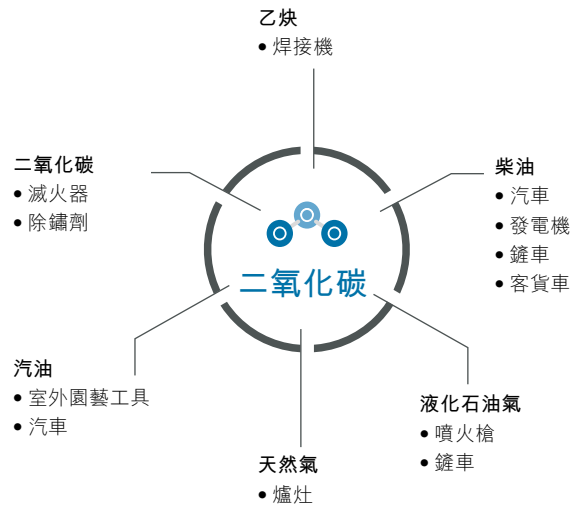 乙炔
• 焊接機
二氧化碳
• 滅火器
• 除鏽劑
柴油
• 汽車
• 發電機
• 鏟車
• 客貨車
二氧化碳
汽油
• 室外園藝工具
• 汽車
液化石油氣
• 噴火槍
• 鏟車
天然氣
• 爐灶